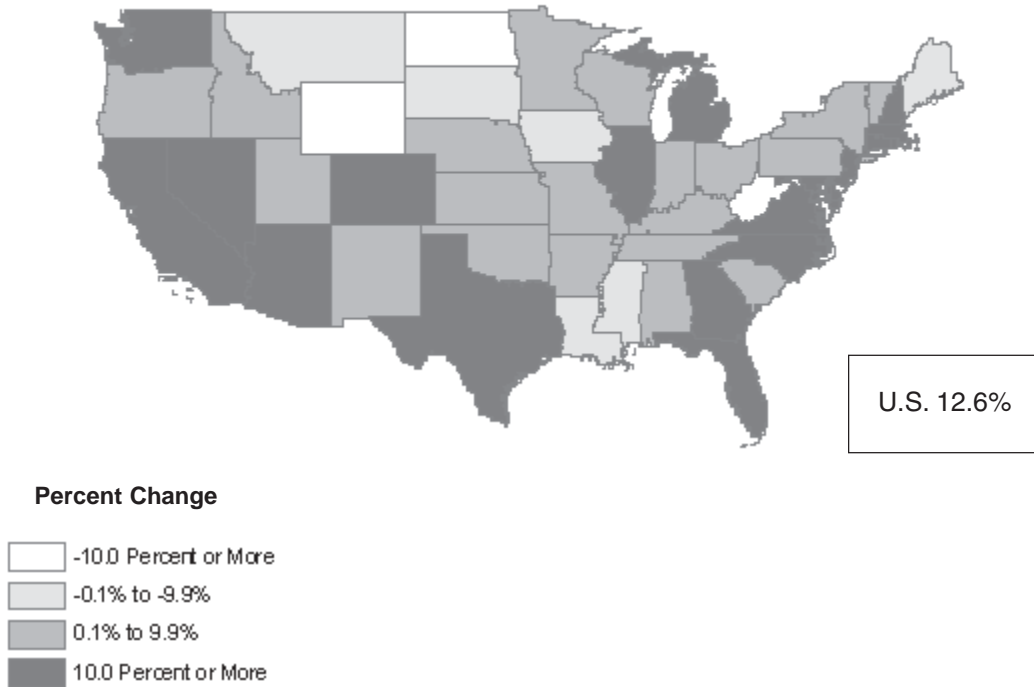 U.S. 12.6%
Percent Change
-10.0 Percent or More
-0.1% to -9.9%
0.1% to 9.9%
10.0 Percent or More